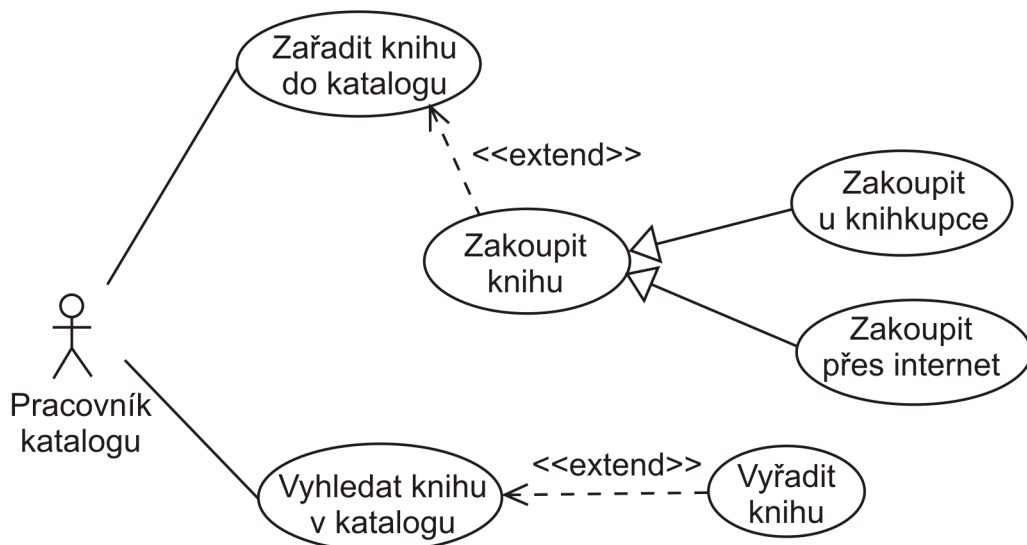 Zařadit knihu
do katalogu
<<extend>>
Zakoupit
u knihkupce
Zakoupit
knihu
Zakoupit
přes internet
Pracovník
katalogu
Vyhledat knihu
v katalogu
<<extend>>
Vyřadit
knihu